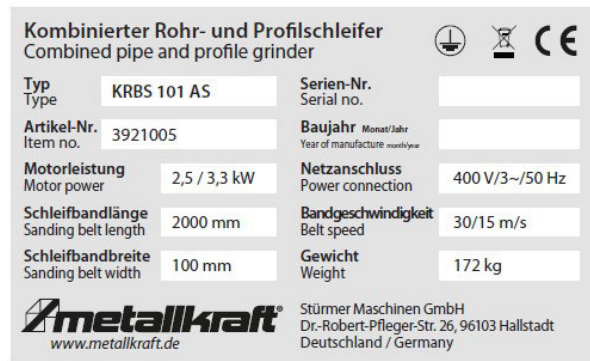 Kombinierter Rohr- und Profilschleifer
Combined pipe and profile grinder
CE
Typ
Type
KRBS 101 AS
Serien-Nr.
Serial no.
Artikel-Nr.
Item no.
3921005
Baujahr Monat/Jahr
Year of manufacture month/year
Motorleistung
Motor power
2,5 / 3,3 kW
Netzanschluss
Power connection
400 V/3~/50 Hz
Schleifbandlänge
Sanding belt length
2000 mm
Bandgeschwindigkeit
Belt speed
30/15 m/s
Schleifbandbreite
Sanding belt width
100 mm
Gewicht
Weight
172 kg
metallkraft®
www.metallkraft.de
Stürmer Maschinen GmbH
Dr.-Robert-Pfleger-Str. 26, 96103 Hallstadt
Deutschland / Germany